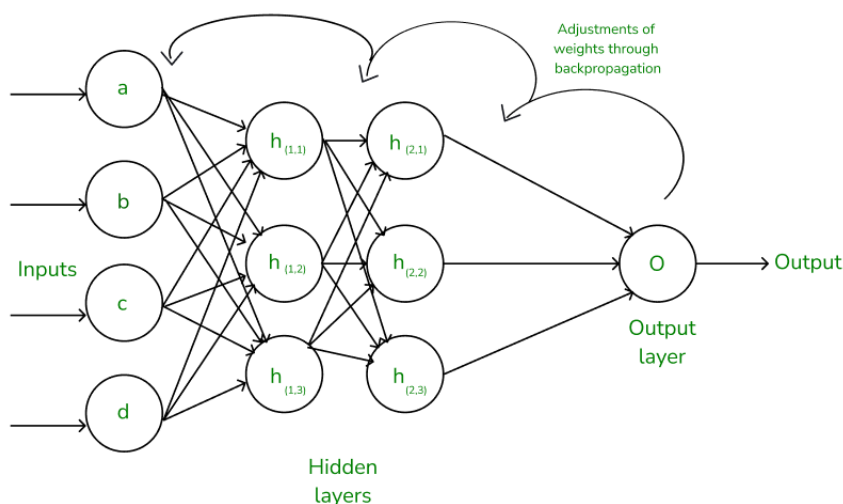 Adjustments of
weights through
backpropagation
a
h (1,1)
h (2,1)
b
Inputs
h (1,2)
h (2,2)
O
Output
c
Output
layer
h (1,3)
h (2,3)
d
Hidden
layers